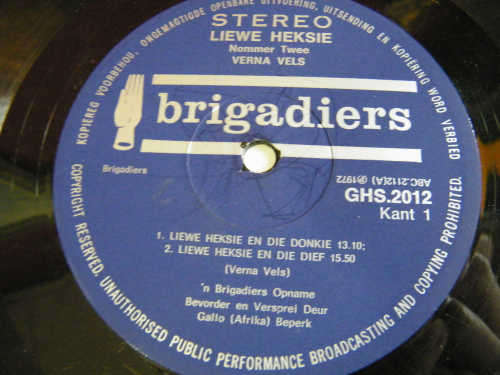 KOPIEREG VOORBEHOU, ONGEMAGTIGDE OPENBARE UITVOERING, UITSENDING EN KOPIËRING WORD VERBIED
STEREO
LIEWE HEKSIE
Nommer Twee
VERNA VELS
brigadiers
Brigadiers
ABC.2112(A) ℗1972
GHS.2012
Kant 1
1. LIEWE HEKSIE EN DIE DONKIE 13.10;
2. LIEWE HEKSIE EN DIE DIEF 15.50
(Verna Vels)
'n Brigadiers Opname
Bevorder en Versprei Deur
Gallo (Afrika) Beperk
COPYRIGHT RESERVED. UNAUTHORISED PUBLIC PERFORMANCE BROADCASTING AND COPYING PROHIBITED.